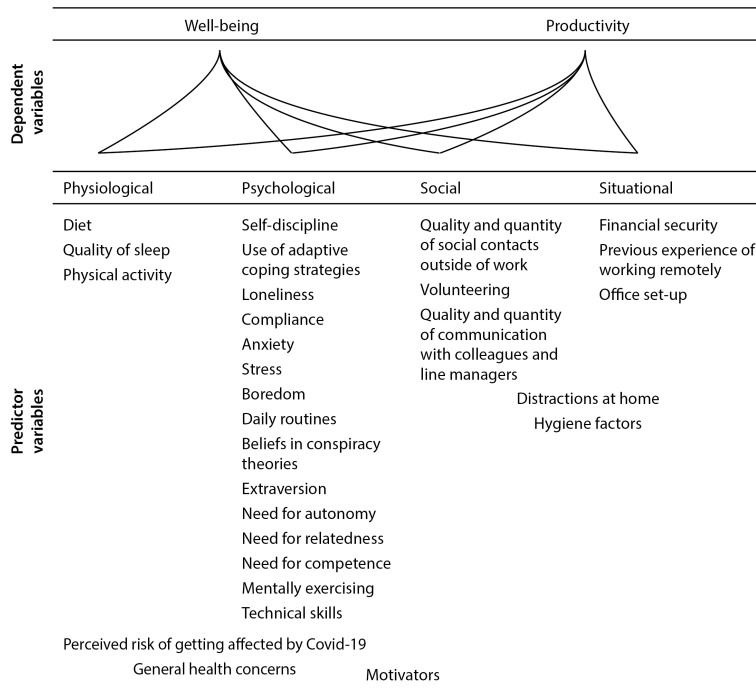 Well-being
Productivity
Dependent
variables
Physiological
Psychological
Social
Situational
Predictor
variables
Diet
Quality of sleep
Physical activity
Self-discipline
Use of adaptive
coping strategies
Loneliness
Compliance
Anxiety
Stress
Boredom
Daily routines
Beliefs in conspiracy
theories
Extraversion
Need for autonomy
Need for relatedness
Need for competence
Mentally exercising
Technical skills
Quality and quantity
of social contacts
outside of work
Volunteering
Quality and quantity
of communication
with colleagues and
line managers
Financial security
Previous experience of
working remotely
Office set-up
Distractions at home
Hygiene factors
Perceived risk of getting affected by Covid-19
General health concerns
Motivators